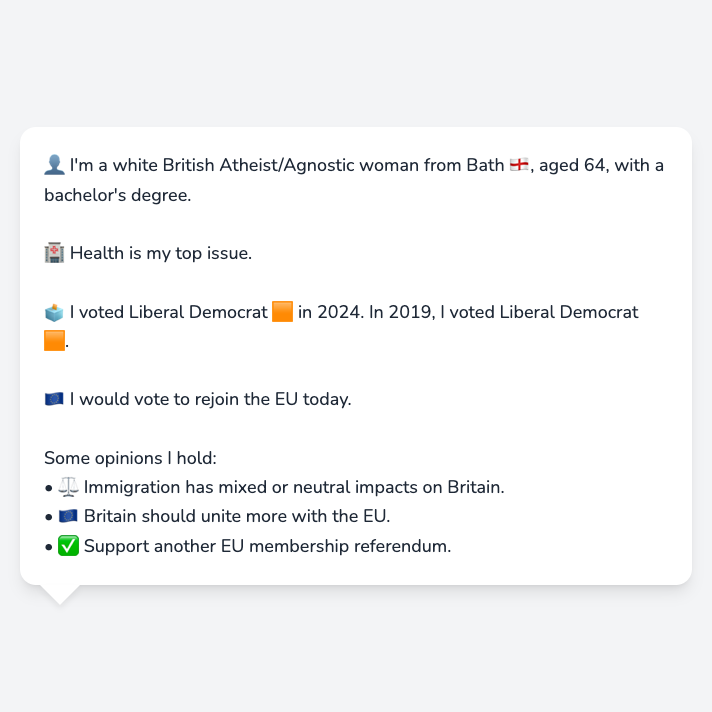 👤 I'm a white British Atheist/Agnostic woman from Bath 🏴󠁧󠁢󠁥󠁮󠁧󠁿, aged 64, with a
bachelor's degree.
🏥 Health is my top issue.
🗳️ I voted Liberal Democrat 🟧 in 2024. In 2019, I voted Liberal Democrat
🟧.
🇪🇺 I would vote to rejoin the EU today.
Some opinions I hold:
• ⚖️ Immigration has mixed or neutral impacts on Britain.
• 🇪🇺 Britain should unite more with the EU.
• ✅ Support another EU membership referendum.